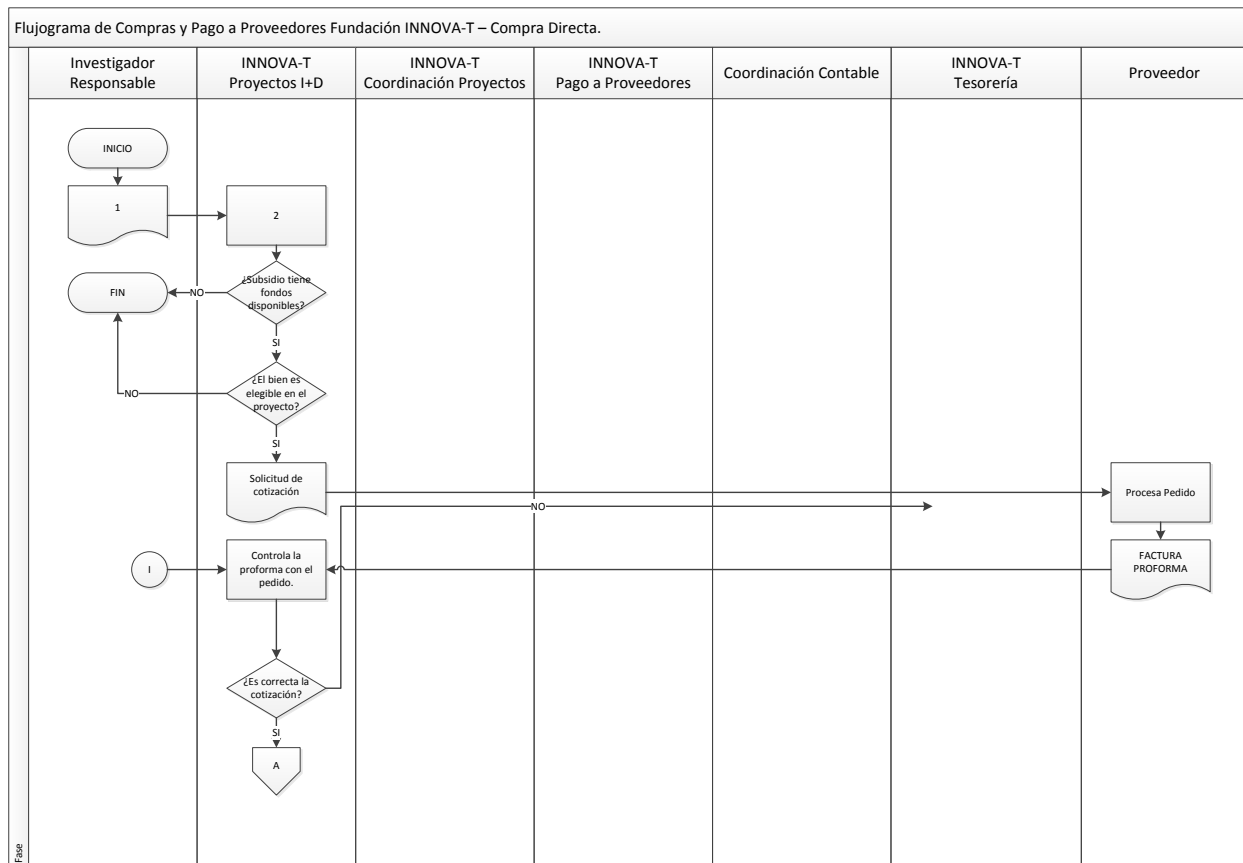 Flujograma de Compras y Pago a Proveedores Fundación INNOVA-T – Compra Directa.
Investigador
Responsable
INNOVA-T
Proyectos I+D
INNOVA-T
Coordinación Proyectos
INNOVA-T
Pago a Proveedores
Coordinación Contable
INNOVA-T
Tesorería
Proveedor
INICIO
1
2
FIN
NO
¿Subsidio tiene
fondos
disponibles?
SI
NO
¿El bien es
elegible en el
proyecto?
SI
Solicitud de
cotización
Procesa Pedido
NO
I
Controla la
proforma con el
pedido.
FACTURA
PROFORMA
¿Es correcta la
cotización?
SI
A
Fase